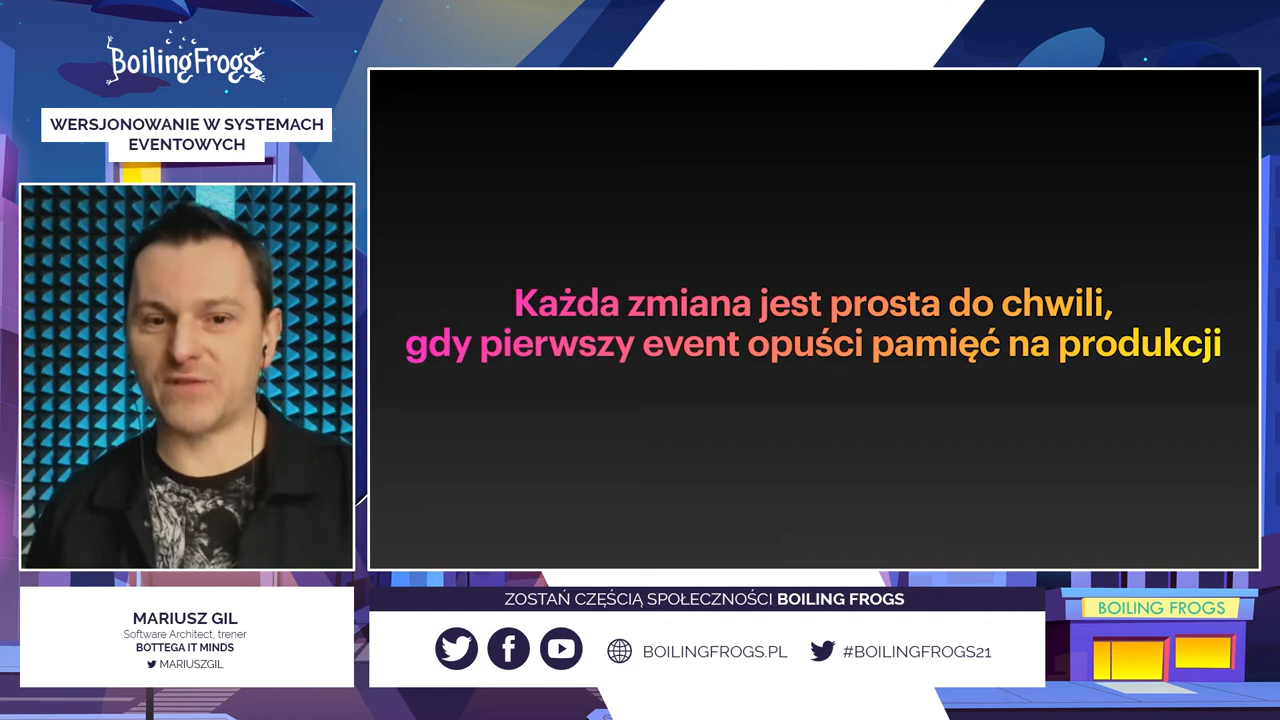 BoilingFrogs
WERSJONOWANIE W SYSTEMACH
EVENTOWYCH
Każda zmiana jest prosta do chwili,
gdy pierwszy event opuści pamięć na produkcji
MARIUSZ GIL
Software Architect, trener
BOTTEGA IT MINDS
MARIUSZGIL
ZOSTAŃ CZĘŚCIĄ SPOŁECZNOŚCI BOILING FROGS
BOILINGFROGS.PL
#BOILINGFROGS21
BOILING FROGS